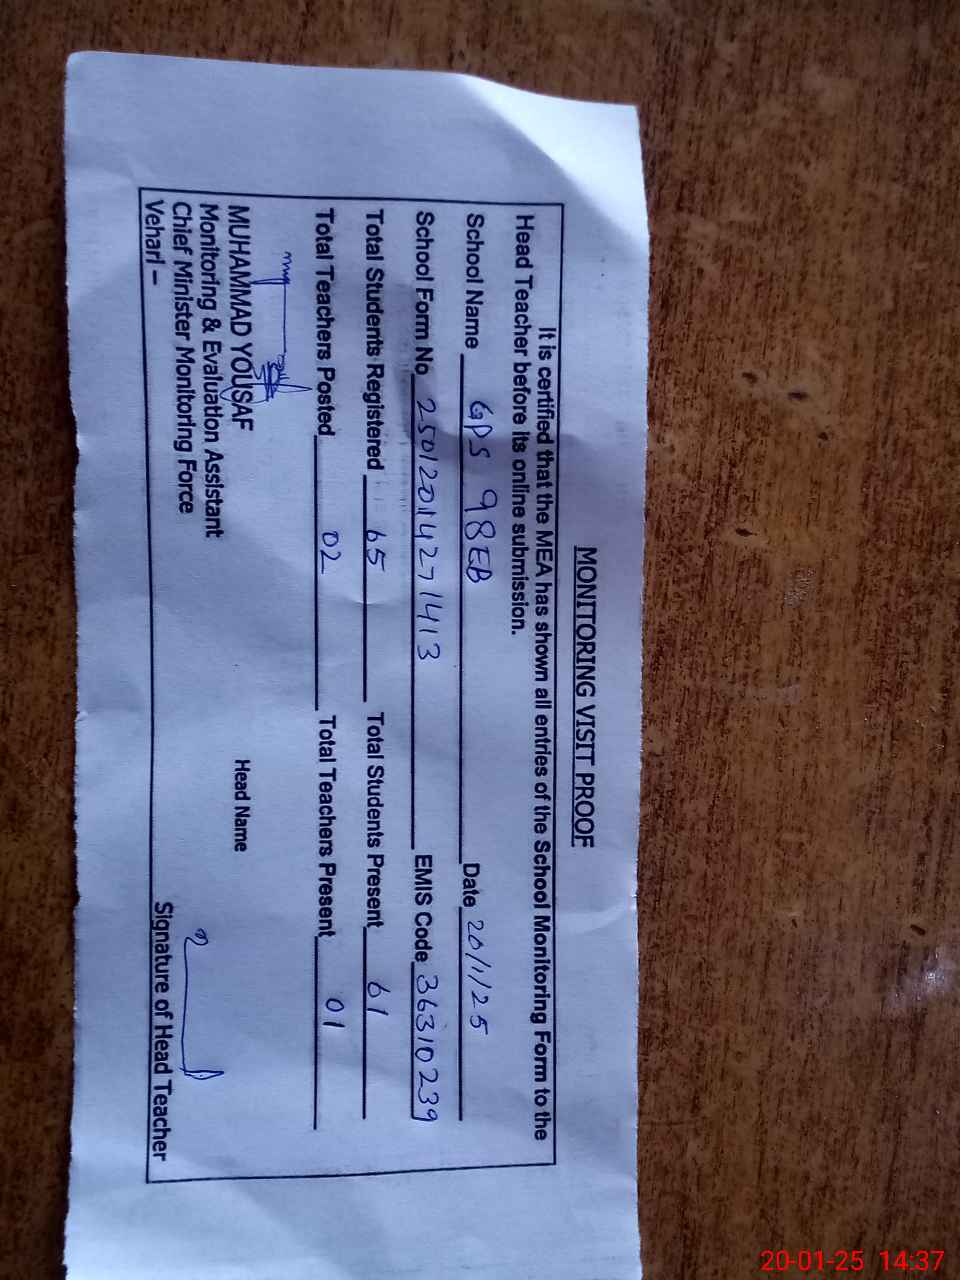 MONITORING VISIT PROOF
It is certified that the MEA has shown all entries of the School Monitoring Form to the
Head Teacher before its online submission.
School Name GPS 98EB Date 20/1/25
School Form No 25012014271413 EMIS Code 36310239
Total Students Registered 65 Total Students Present 61
Total Teachers Posted 02 Total Teachers Present 01
MUHAMMAD YOUSAF Head Name
Monitoring & Evaluation Assistant
Chief Minister Monitoring Force
Vehari – Signature of Head Teacher
20-01-25 14:37